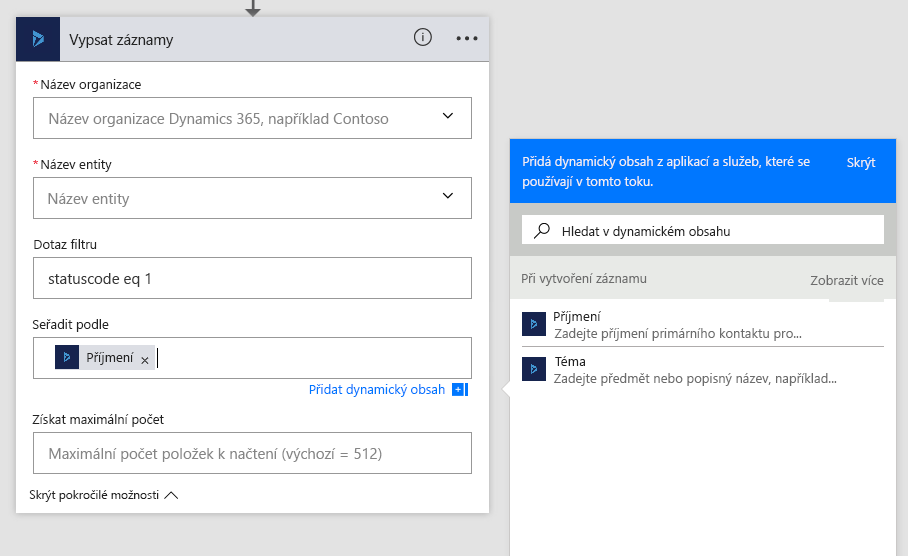 Vypsat záznamy
* Název organizace
Název organizace Dynamics 365, například Contoso
* Název entity
Název entity
Dotaz filtru
statuscode eq 1
Seřadit podle
Příjmení ×
Přidat dynamický obsah
Získat maximální počet
Maximální počet položek k načtení (výchozí = 512)
Skrýt pokročilé možnosti
Přidá dynamický obsah z aplikací a služeb, které se
používají v tomto toku.
Skrýt
Hledat v dynamickém obsahu
Při vytvoření záznamu
Zobrazit více
Příjmení
Zadejte příjmení primárního kontaktu pro...
Téma
Zadejte předmět nebo popisný název, například...